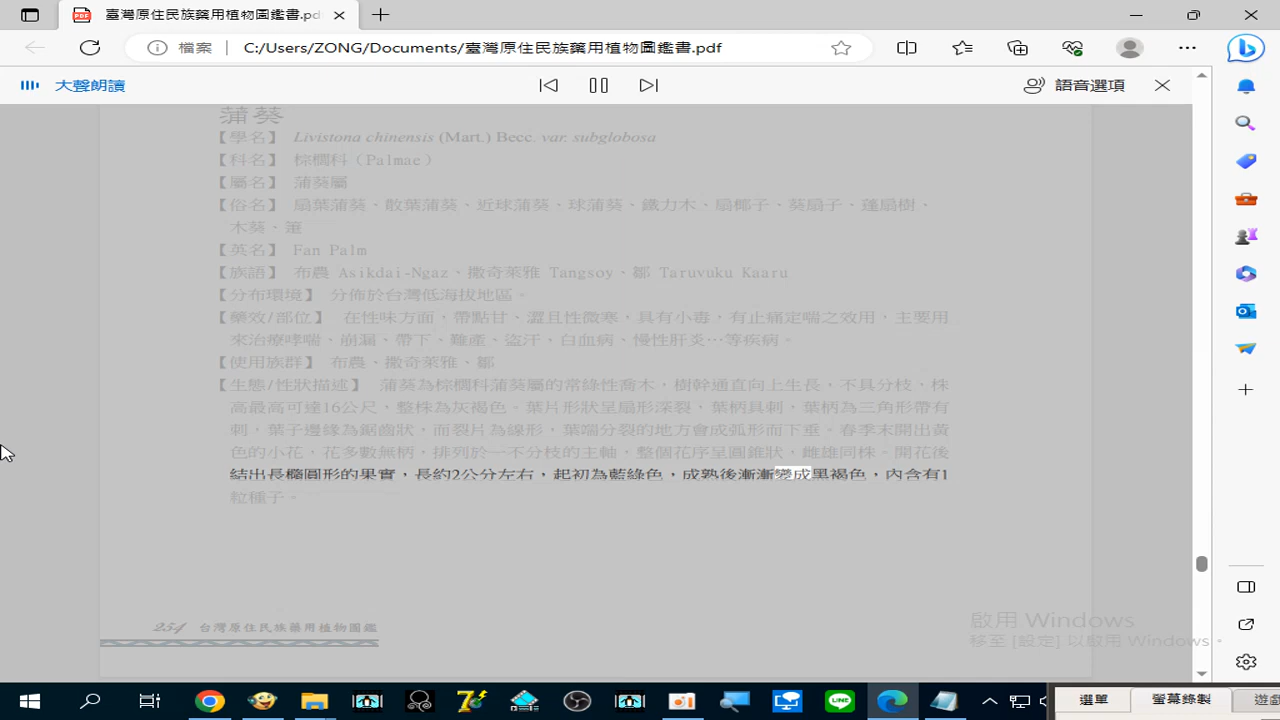 臺灣原住民族藥用植物圖鑑書.pdf
檔案
C:/Users/ZONG/Documents/臺灣原住民族藥用植物圖鑑書.pdf
大聲朗讀
語音選項
蒲葵
【學名】 Livistona chinensis (Mart.) Becc. var. subglobosa
【科名】 棕櫚科（Palmae）
【屬名】 蒲葵屬
【俗名】 扇葉蒲葵、散葉蒲葵、近球蒲葵、球蒲葵、鐵力木、扇椰子、葵扇子、蓬扇樹、
木葵、
【英名】 Fan Palm
【族語】 布農 Asikdai-Ngaz、撒奇萊雅 Tangsoy、鄒 Taruvuku Kaaru
【分布環境】 分佈於台灣低海拔地區。
【藥效/部位】 在性味方面，帶點甘、澀且性微寒，具有小毒，有止痛定喘之效用，主要用
來治療哮喘、崩漏、帶下、難產、盜汗，白血病、慢性肝炎…等疾病。
【使用族群】 布農、撒奇萊雅、鄒
【生態/性狀描述】 蒲葵為棕櫚科蒲葵屬的常綠性喬木，樹幹通直向上生長，不具分枝、株
高最高可達16公尺，整株為灰褐色。葉片形狀呈扇形深裂，葉柄具刺，葉柄為三角形帶有
刺，葉子邊緣為鋸齒狀，而裂片為線形，葉端分裂的地方會成弧形而下垂。春季末開出黃
色的小花，花多數無柄，排列於一不分枝的主軸，整個花序呈圓錐狀，雌雄同株。開花後
結出長橢圓形的果實，長約2公分左右，起初為藍綠色，成熟後漸漸變成黑褐色，內含有1
粒種子。
254 台灣原住民族藥用植物圖鑑
啟用 Windows
移至 [設定] 以啟用 Windows。
選單
螢幕錄製
遊戲